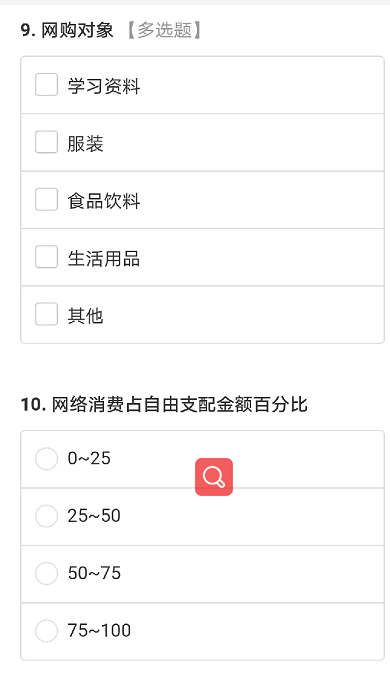 9. 网购对象 【多选题】
学习资料
服装
食品饮料
生活用品
其他
10. 网络消费占自由支配金额百分比
0~25
25~50
50~75
75~100